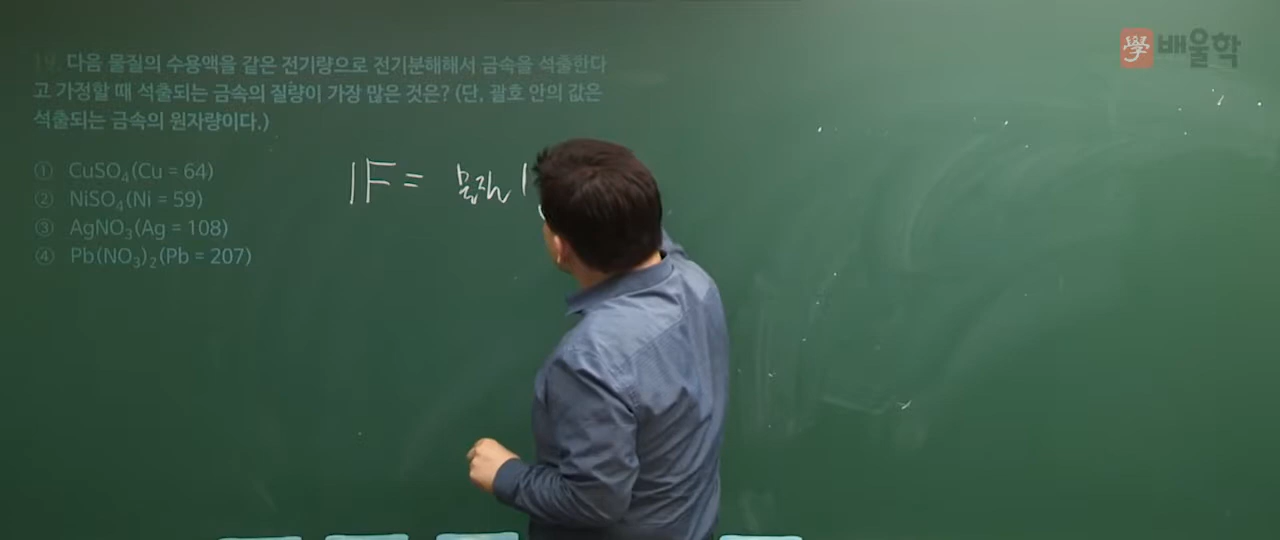 學 배울학
다음 물질의 수용액을 같은 전기량으로 전기분해해서 금속을 석출한다
고 가정할 때 석출되는 금속의 질량이 가장 많은 것은? (단, 괄호 안의 값은
석출되는 금속의 원자량이다.)
① CuSO₄(Cu = 64)
② NiSO₄(Ni = 59)
③ AgNO₃(Ag = 108)
④ Pb(NO₃)₂(Pb = 207)
1F = 물질 1